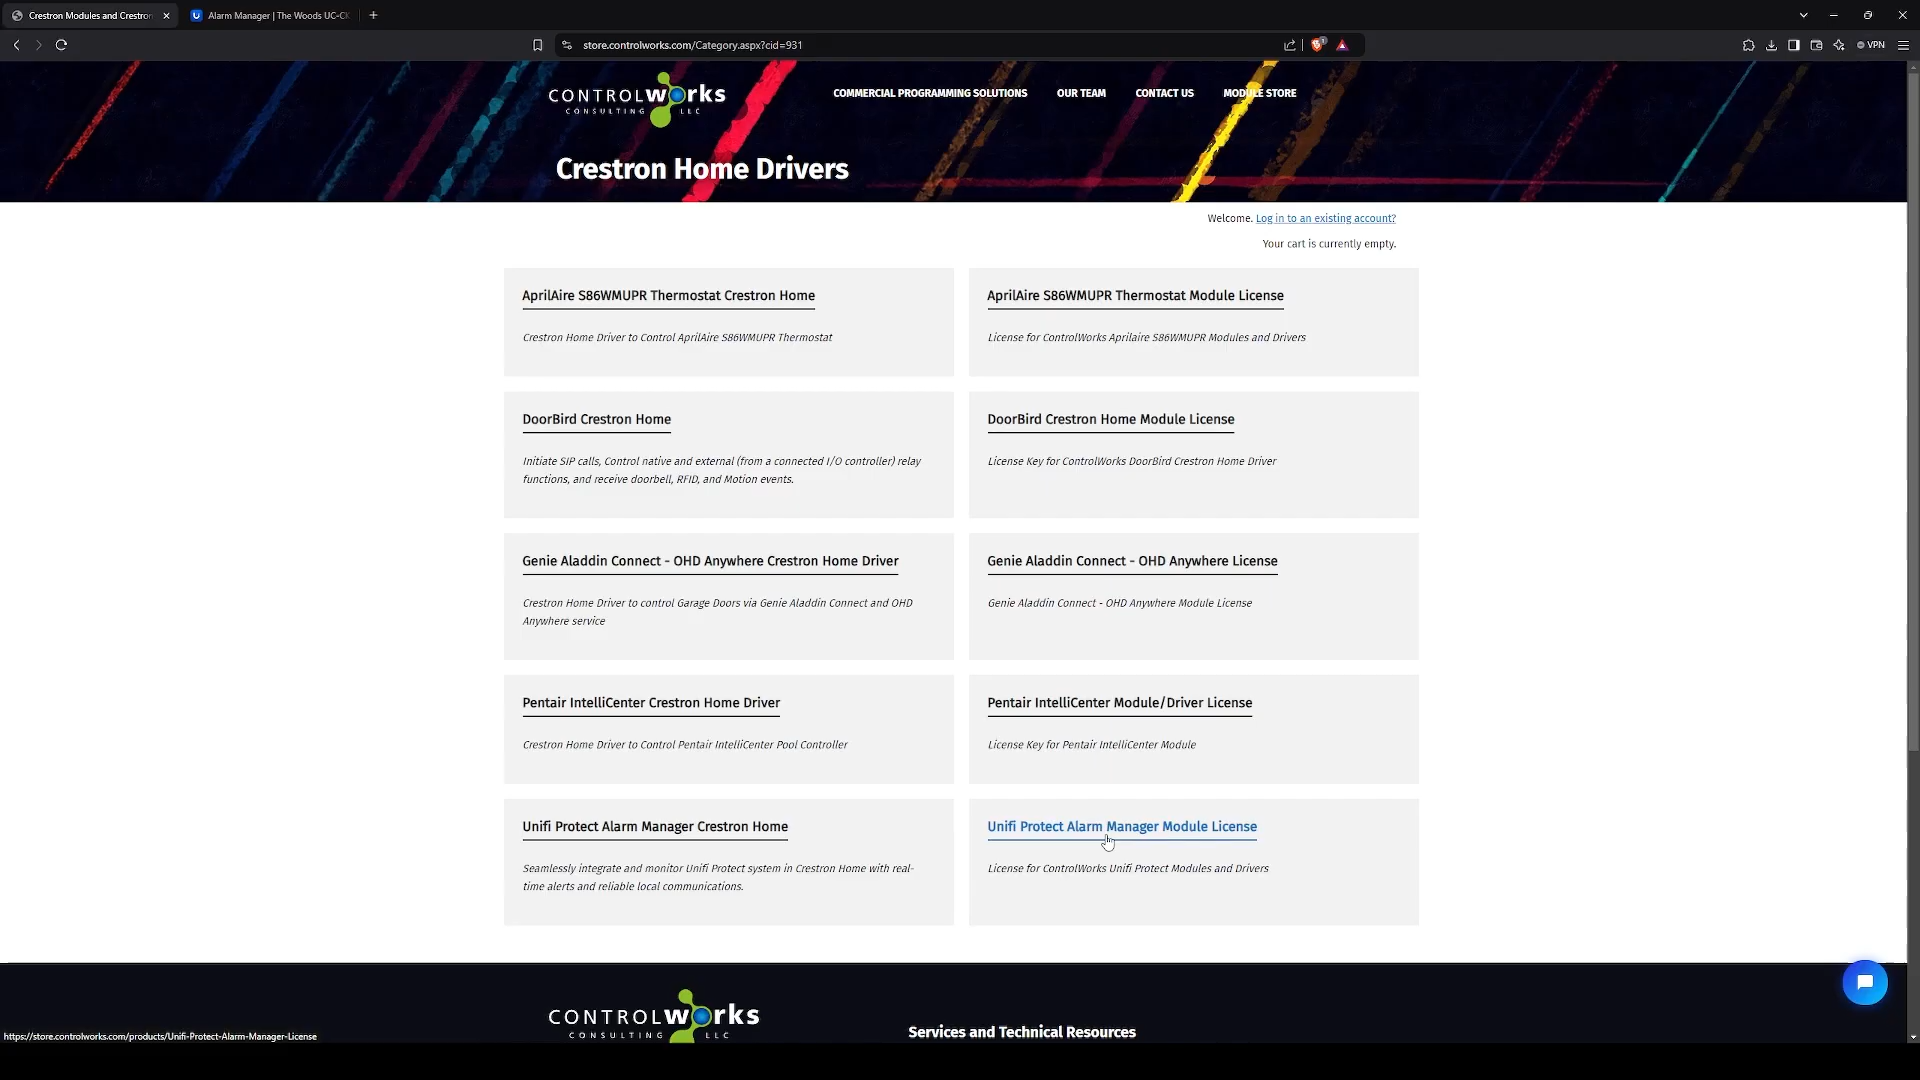 Crestron Modules and Crestron
Alarm Manager | The Woods UC-CK
store.controlworks.com/Category.aspx?cid=931
VPN
CONTROLWORKS
CONSULTING LLC
COMMERCIAL PROGRAMMING SOLUTIONS
OUR TEAM
CONTACT US
MODULE STORE
Crestron Home Drivers
Welcome. Log in to an existing account?
Your cart is currently empty.
AprilAire S86WMUPR Thermostat Crestron Home
Crestron Home Driver to Control AprilAire S86WMUPR Thermostat
AprilAire S86WMUPR Thermostat Module License
License for ControlWorks Aprilaire S86WMUPR Modules and Drivers
DoorBird Crestron Home
Initiate SIP calls, Control native and external (from a connected I/O controller) relay
functions, and receive doorbell, RFID, and Motion events.
DoorBird Crestron Home Module License
License Key for ControlWorks DoorBird Crestron Home Driver
Genie Aladdin Connect - OHD Anywhere Crestron Home Driver
Crestron Home Driver to control Garage Doors via Genie Aladdin Connect and OHD
Anywhere service
Genie Aladdin Connect - OHD Anywhere License
Genie Aladdin Connect - OHD Anywhere Module License
Pentair IntelliCenter Crestron Home Driver
Crestron Home Driver to Control Pentair IntelliCenter Pool Controller
Pentair IntelliCenter Module/Driver License
License Key for Pentair IntelliCenter Module
Unifi Protect Alarm Manager Crestron Home
Seamlessly integrate and monitor Unifi Protect system in Crestron Home with real-
time alerts and reliable local communications.
Unifi Protect Alarm Manager Module License
License for ControlWorks Unifi Protect Modules and Drivers
CONTROLWORKS
CONSULTING LLC
Services and Technical Resources
https://store.controlworks.com/products/Unifi-Protect-Alarm-Manager-License